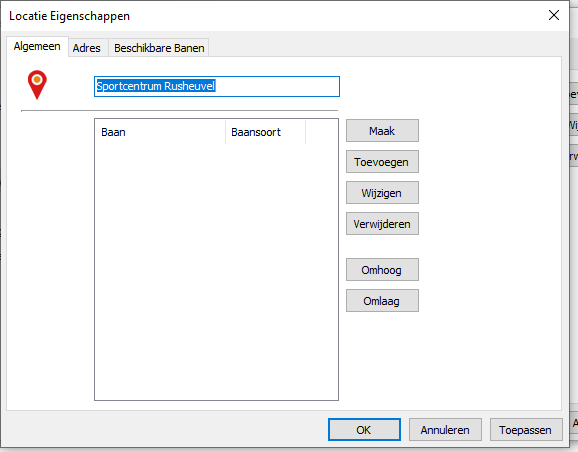 Locatie Eigenschappen
Algemeen Adres Beschikbare Banen
Sportcentrum Rusheuvel
Baan Baansoort
Maak
Toevoegen
Wijzigen
Verwijderen
Omhoog
Omlaag
OK Annuleren Toepassen